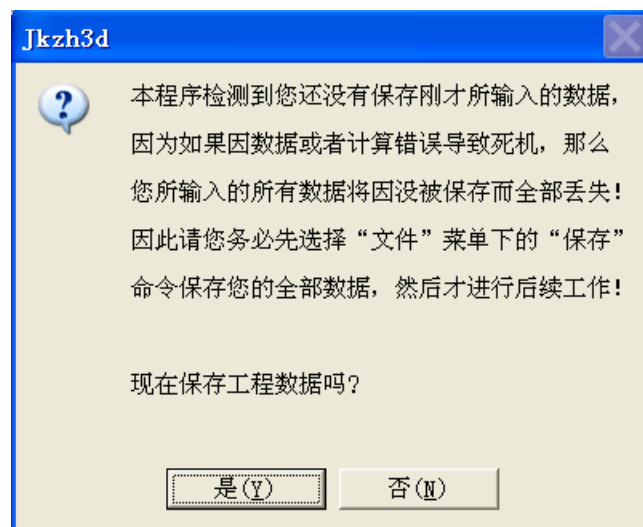 Jkzh3d
本程序检测到您还没有保存刚才所输入的数据，
因为如果因数据或者计算错误导致死机，那么
您所输入的所有数据将因没被保存而全部丢失！
因此请您务必先选择“文件”菜单下的“保存”
命令保存您的全部数据，然后才进行后续工作！
现在保存工程数据吗？
是(Y) 否(N)